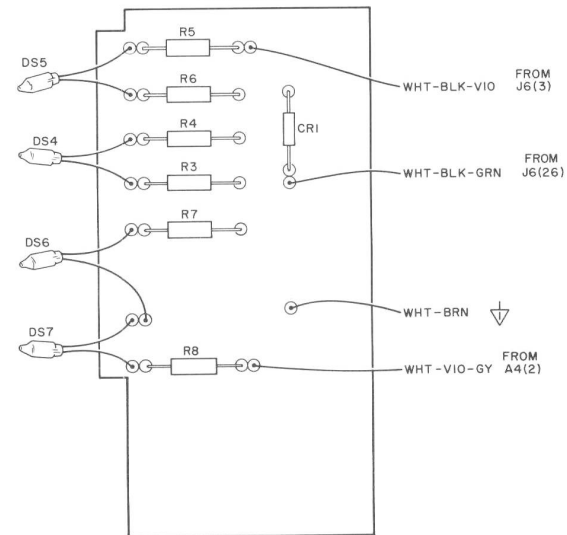 R5
DS5
R6
WHT-BLK-VIO FROM J6(3)
R4
CR1
DS4
R3
WHT-BLK-GRN FROM J6(26)
R7
DS6
WHT-BRN
DS7
R8
WHT-VIO-GY FROM A4(2)